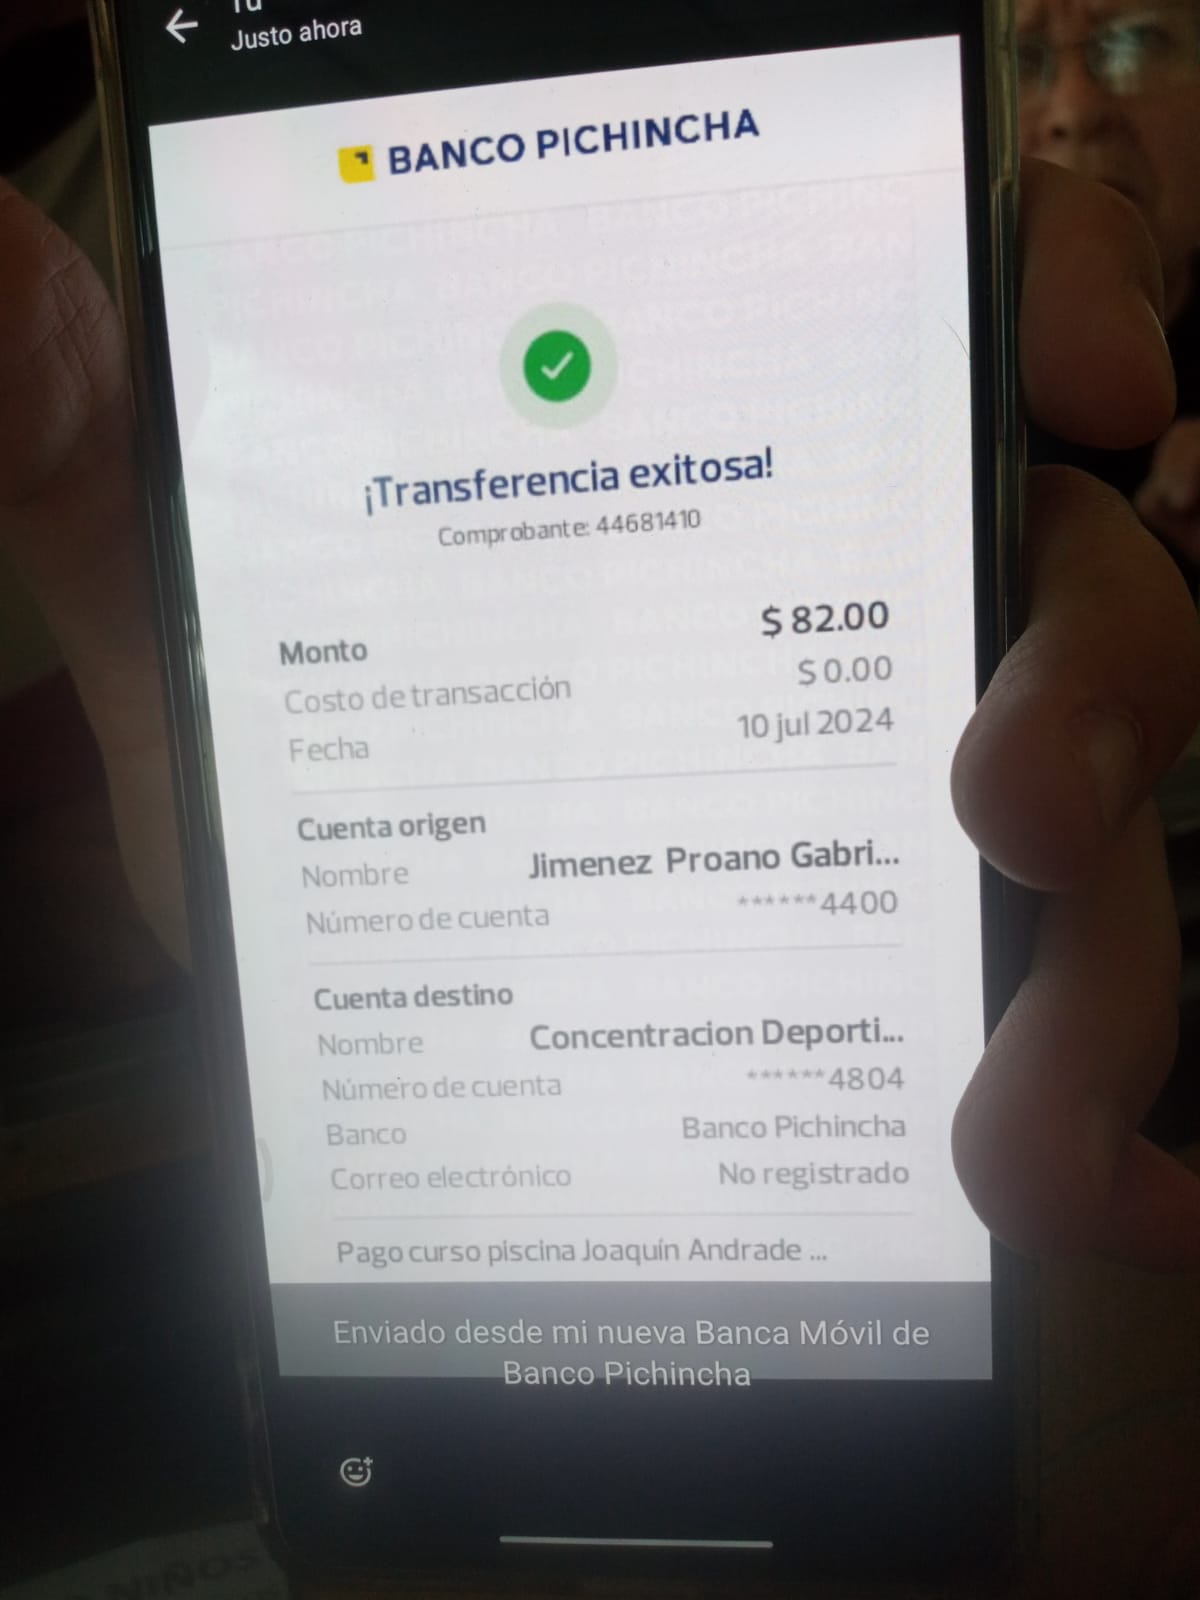 Tú
Justo ahora
BANCO PICHINCHA
¡Transferencia exitosa!
Comprobante: 44681410
Monto $ 82.00
Costo de transacción $ 0.00
Fecha 10 jul 2024
Cuenta origen
Nombre Jimenez Proano Gabri...
Número de cuenta ******4400
Cuenta destino
Nombre Concentracion Deporti...
Número de cuenta ******4804
Banco Banco Pichincha
Correo electrónico No registrado
Pago curso piscina Joaquín Andrade ...
Enviado desde mi nueva Banca Móvil de
Banco Pichincha
NIÑOS